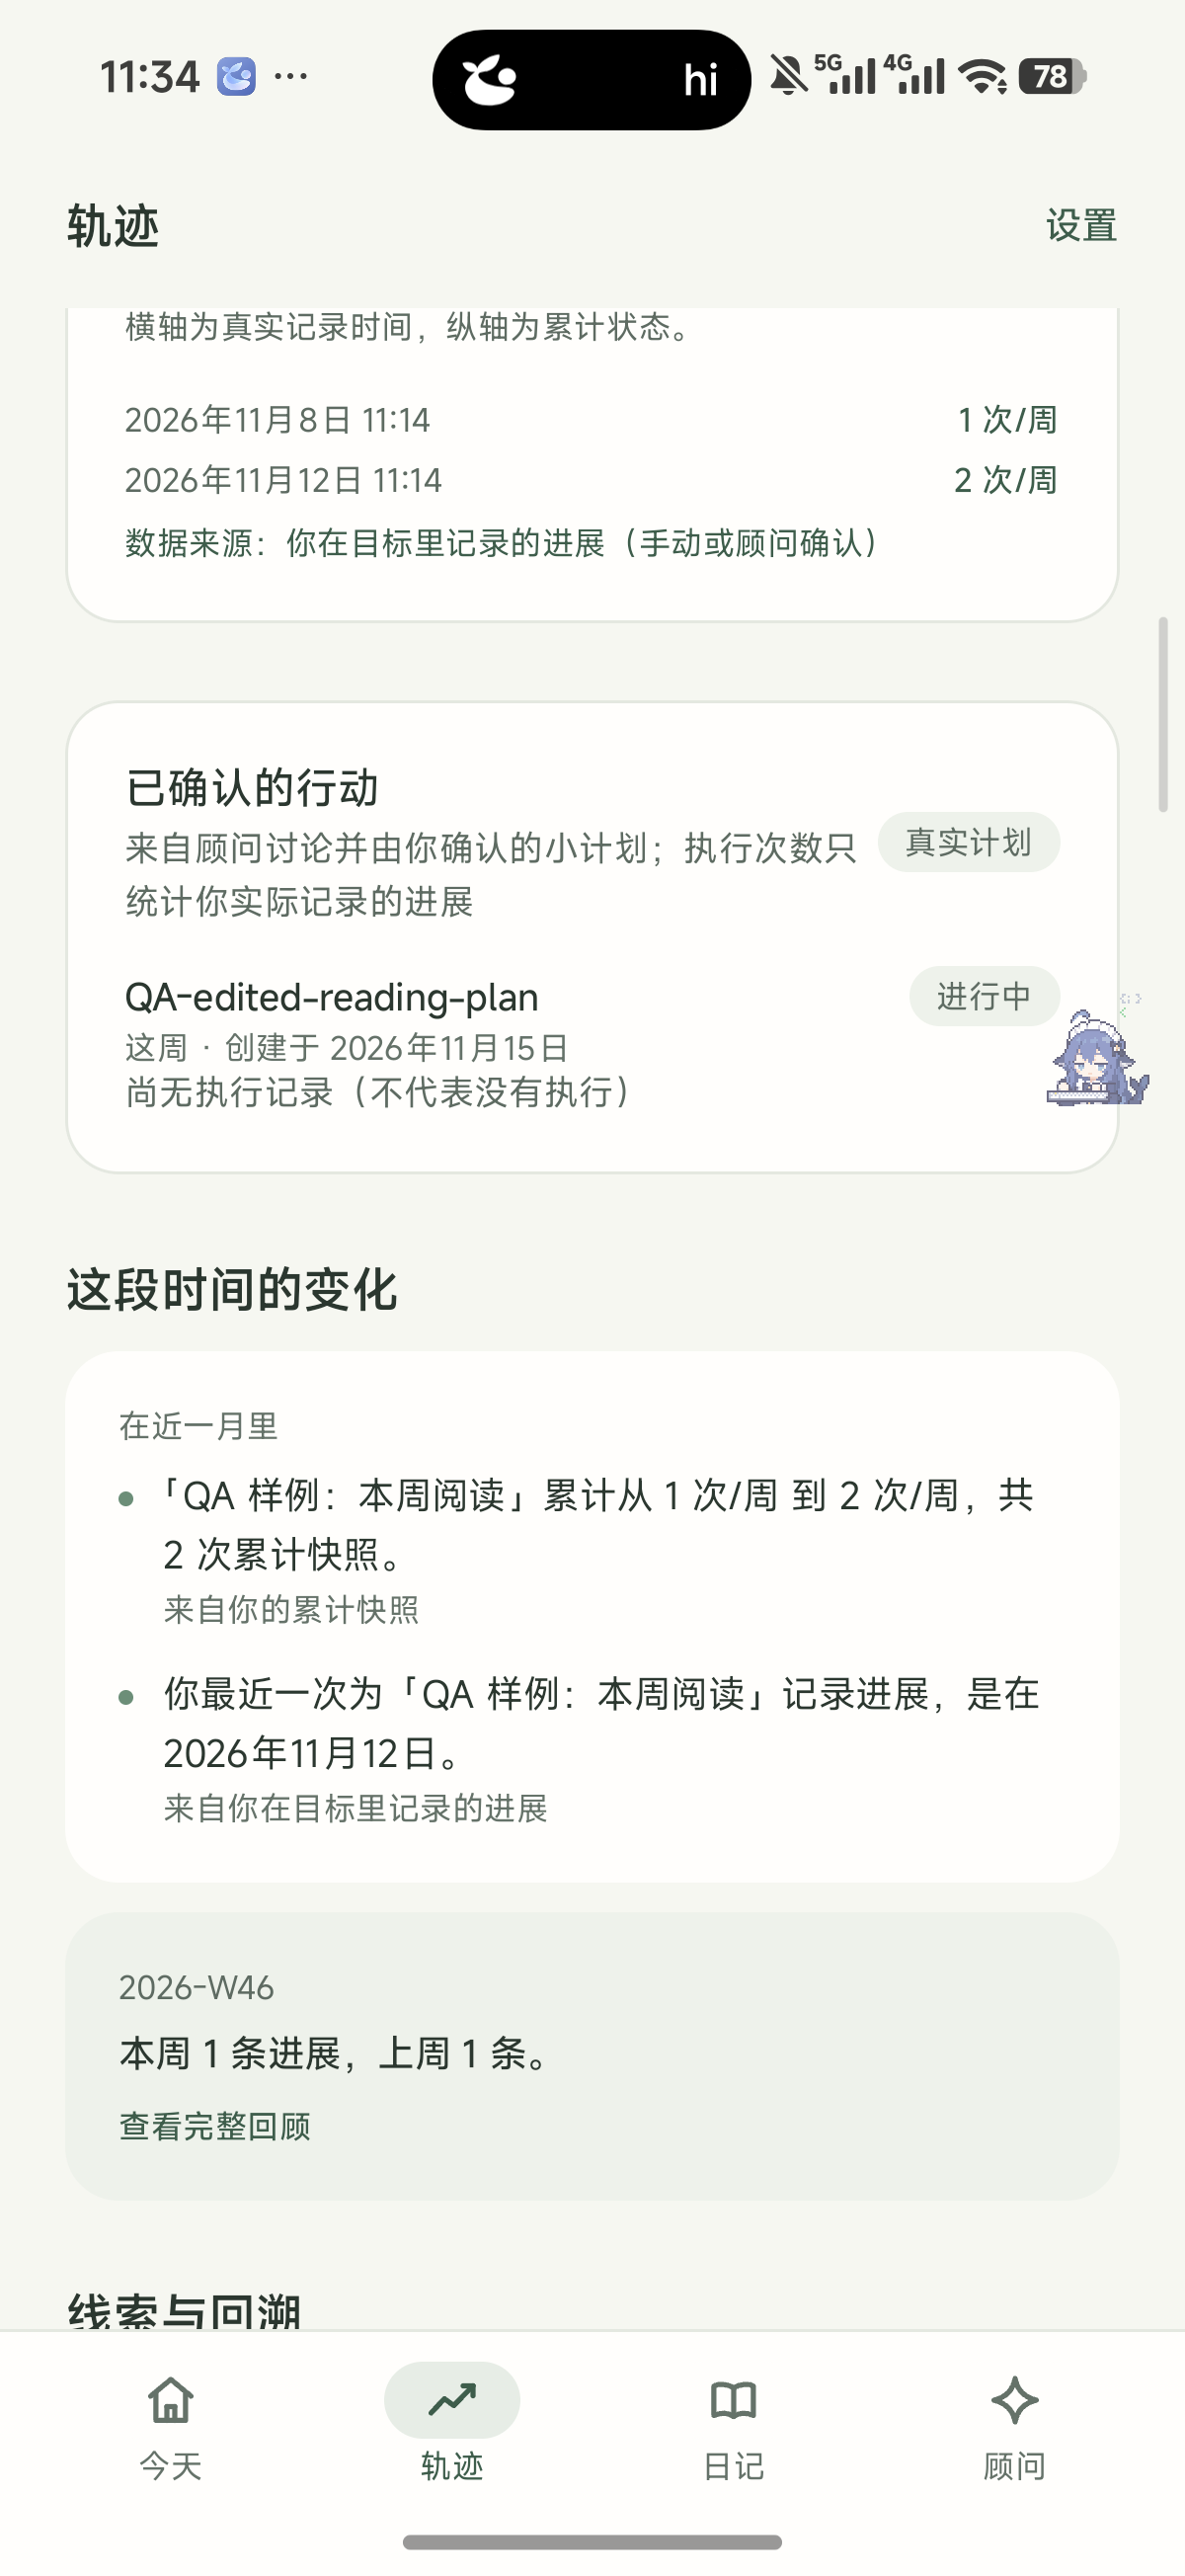 11:34
hi
5G
4G
78
轨迹
设置
横轴为真实记录时间，纵轴为累计状态。
2026年11月8日 11:14
1 次/周
2026年11月12日 11:14
2 次/周
数据来源：你在目标里记录的进展（手动或顾问确认）
已确认的行动
来自顾问讨论并由你确认的小计划；执行次数只
统计你实际记录的进展
真实计划
QA-edited-reading-plan
进行中
这周 · 创建于 2026年11月15日
尚无执行记录（不代表没有执行）
这段时间的变化
在近一月里
「QA 样例：本周阅读」累计从 1 次/周 到 2 次/周，共
2 次累计快照。
来自你的累计快照
你最近一次为「QA 样例：本周阅读」记录进展，是在
2026年11月12日。
来自你在目标里记录的进展
2026-W46
本周 1 条进展，上周 1 条。
查看完整回顾
线索与回溯
今天
轨迹
日记
顾问